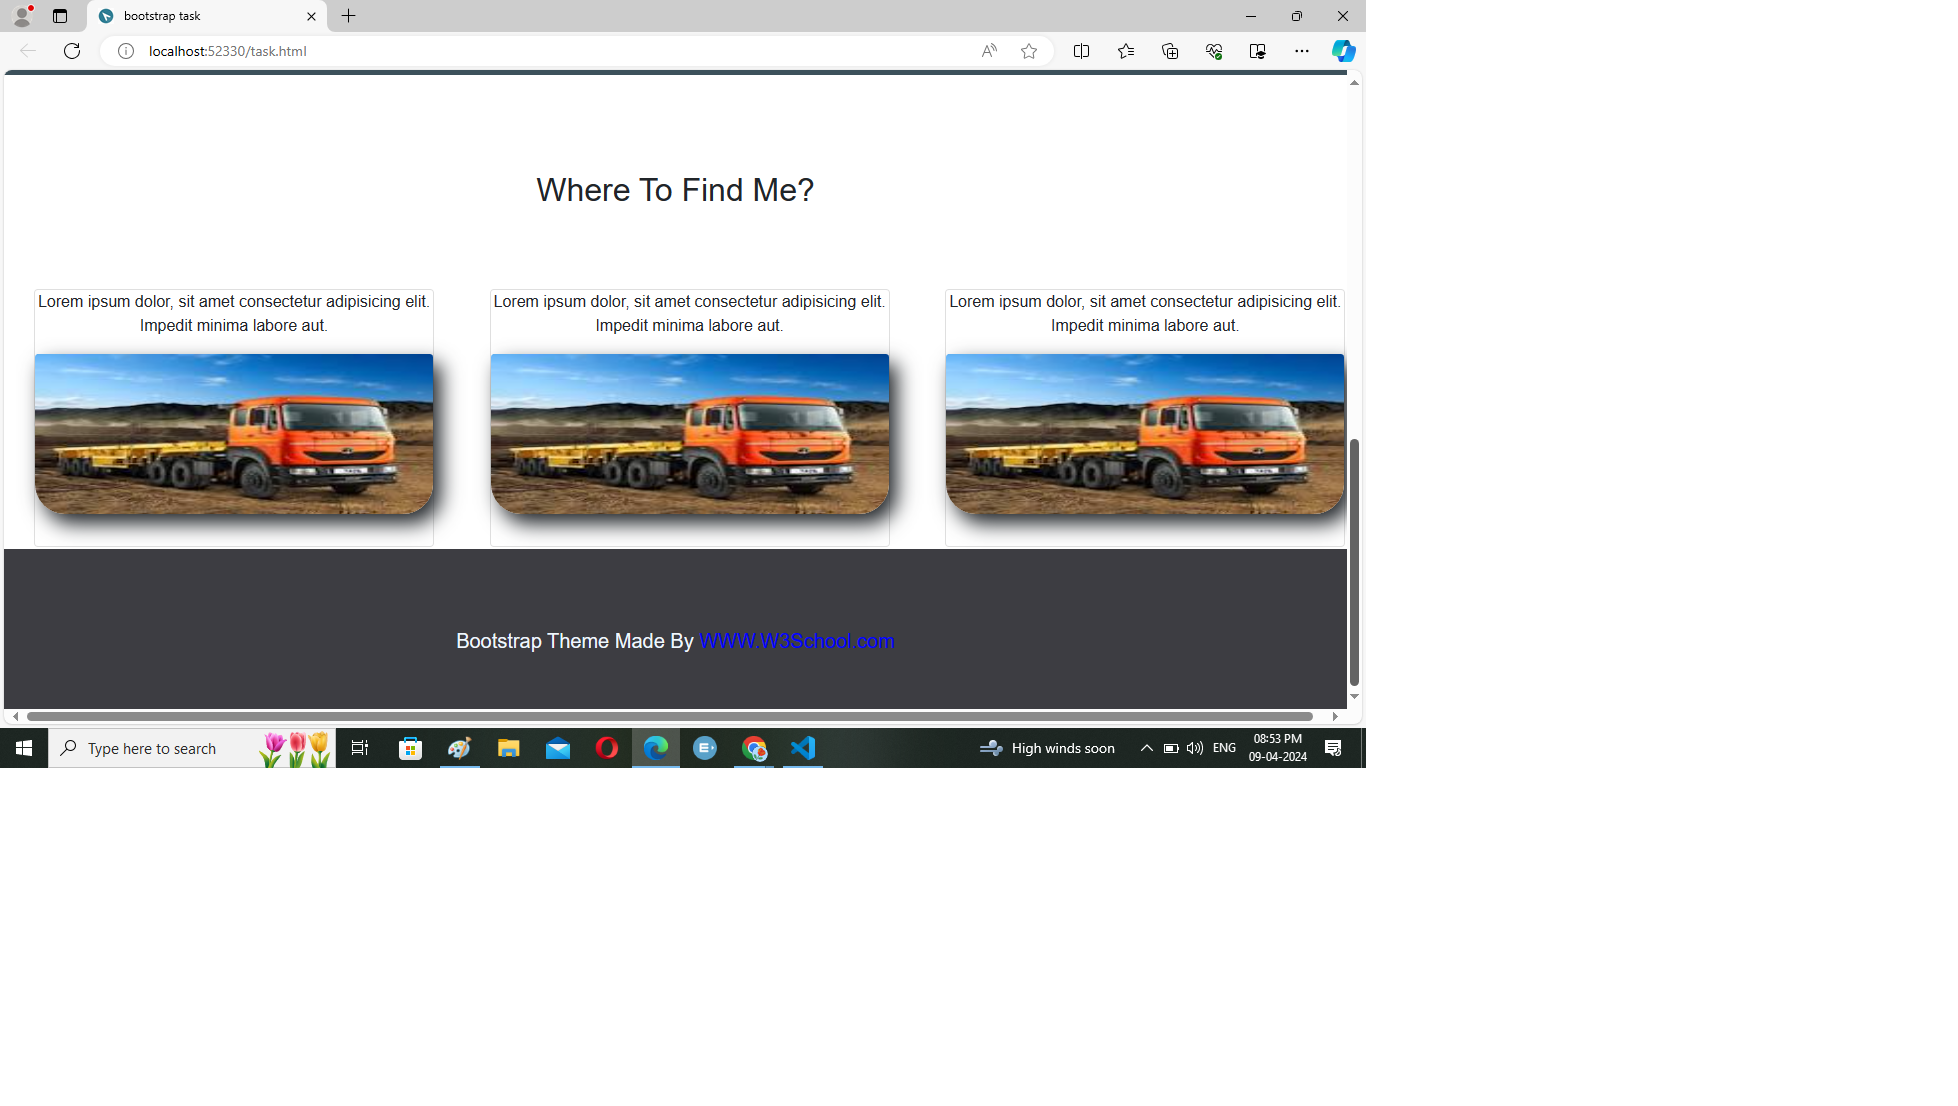 bootstrap task
localhost:52330/task.html
Where To Find Me?
Lorem ipsum dolor, sit amet consectetur adipisicing elit.
Impedit minima labore aut.
Lorem ipsum dolor, sit amet consectetur adipisicing elit.
Impedit minima labore aut.
Lorem ipsum dolor, sit amet consectetur adipisicing elit.
Impedit minima labore aut.
Bootstrap Theme Made By WWW.W3School.com
Type here to search
High winds soon
ENG
08:53 PM
09-04-2024